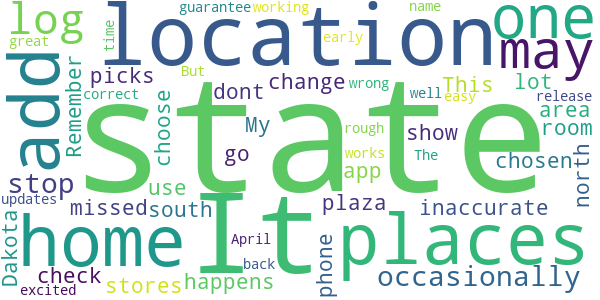 guarantee working name
log location one
great time early may
But
add Remember picks change This lot
correct dont wrong area
choose My well easy release
state
rough show room
go works The chosen
stop use app north
updates missed south It plaza inaccurate
Dakota home April phone places
check back occasionally
excited stores happens